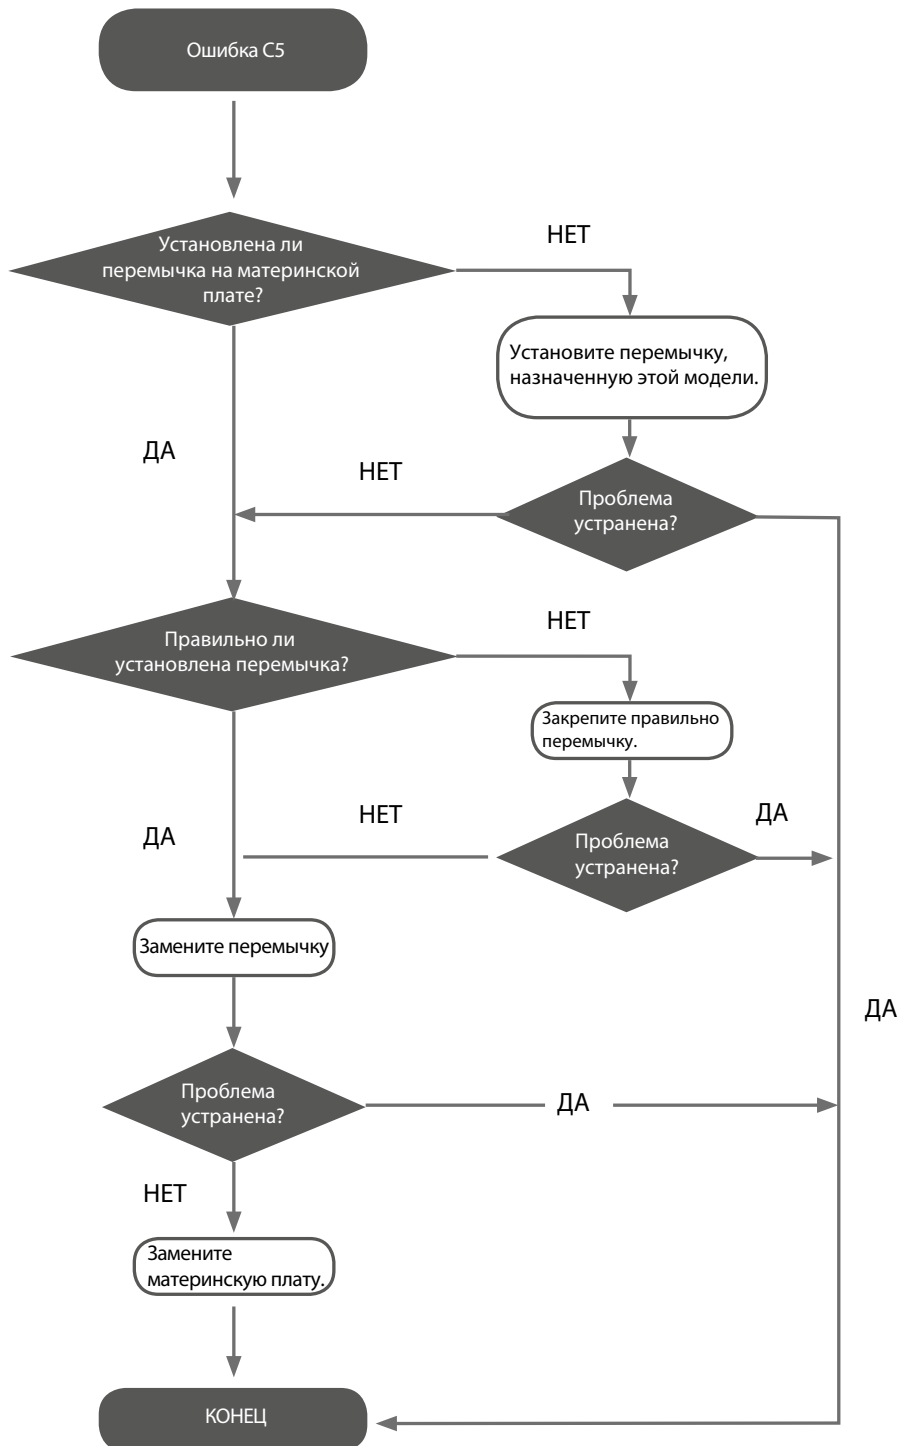 Ошибка C5
Установлена ли
перемычка на материнской
плате?
НЕТ
Установите перемычку,
назначенную этой модели.
ДА
НЕТ
Проблема
устранена?
Правильно ли
установлена перемычка?
НЕТ
Закрепите правильно
перемычку.
ДА
НЕТ
Проблема
устранена?
ДА
Замените перемычку
ДА
Проблема
устранена?
ДА
НЕТ
Замените
материнскую плату.
КОНЕЦ